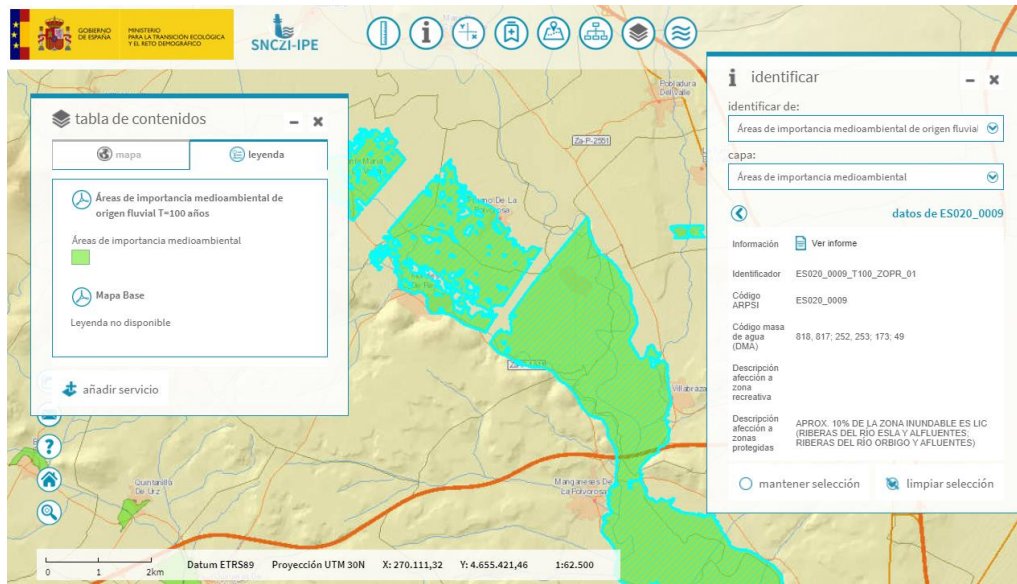 GOBIERNO
DE ESPAÑA
MINISTERIO
PARA LA TRANSICIÓN ECOLÓGICA
Y EL RETO DEMOGRÁFICO
SNCZI-IPE
tabla de contenidos
mapa
leyenda
Áreas de importancia medioambiental de
origen fluvial T=100 años
Áreas de importancia medioambiental
Mapa Base
Leyenda no disponible
añadir servicio
Pobladura
Del Valle
Za-P-2551
De La
Villabraza
Manganeses De
La Polvorosa
Quintanilla
De Urz
identificar
identificar de:
Áreas de importancia medioambiental de origen fluvial
capa:
Áreas de importancia medioambiental
datos de ES020_0009
Información
Ver informe
Identificador
ES020_0009_T100_ZOPR_01
Código
ARPSI
ES020_0009
Código masa
de agua
(DMA)
818, 817; 252, 253; 173; 49
Descripción
afección a
zona
recreativa
Descripción
afección a
zonas
protegidas
APROX. 10% DE LA ZONA INUNDABLE ES LIC
(RIBERAS DEL RÍO ESLA Y ALFLUENTES;
RIBERAS DEL RÍO ORBIGO Y AFLUENTES)
mantener selección
limpiar selección
0 1 2km
Datum ETRS89
Proyección UTM 30N
X: 270.111,32
Y: 4.655.421,46
1:62.500